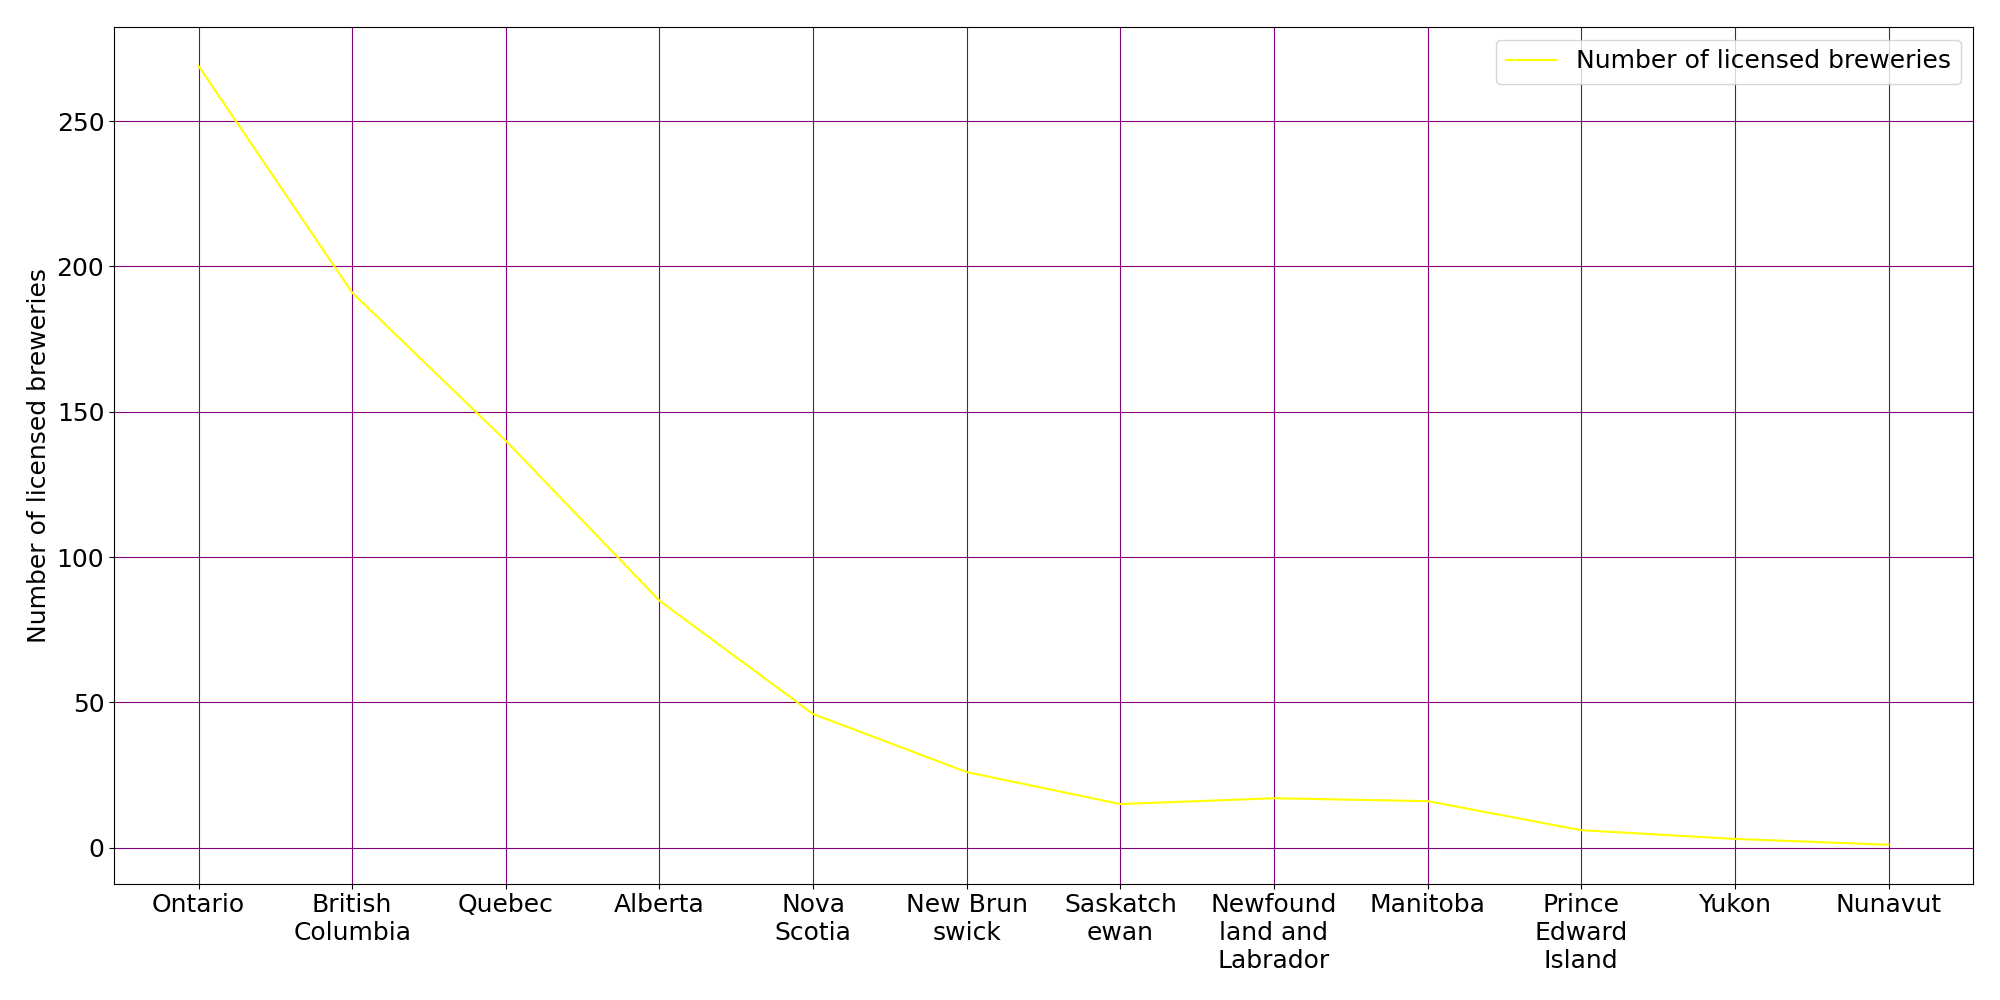 Number of licensed breweries
250
200
150
100
50
0
Number of licensed breweries
Ontario
British
Columbia
Quebec
Alberta
Nova
Scotia
New Brun
swick
Saskatch
ewan
Newfound
land and
Labrador
Manitoba
Prince
Edward
Island
Yukon
Nunavut